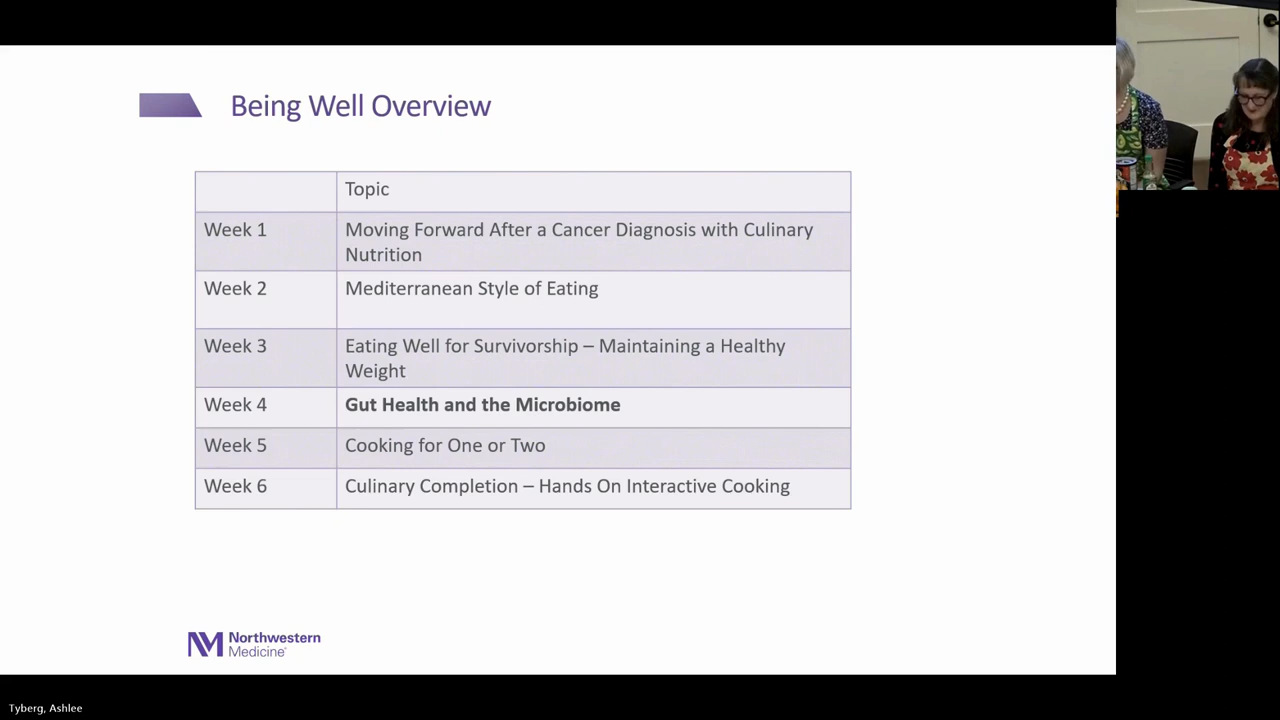 Being Well Overview
Topic
Week 1
Moving Forward After a Cancer Diagnosis with Culinary
Nutrition
Week 2
Mediterranean Style of Eating
Week 3
Eating Well for Survivorship – Maintaining a Healthy
Weight
Week 4
Gut Health and the Microbiome
Week 5
Cooking for One or Two
Week 6
Culinary Completion – Hands On Interactive Cooking
NM Northwestern
Medicine
Tyberg, Ashlee